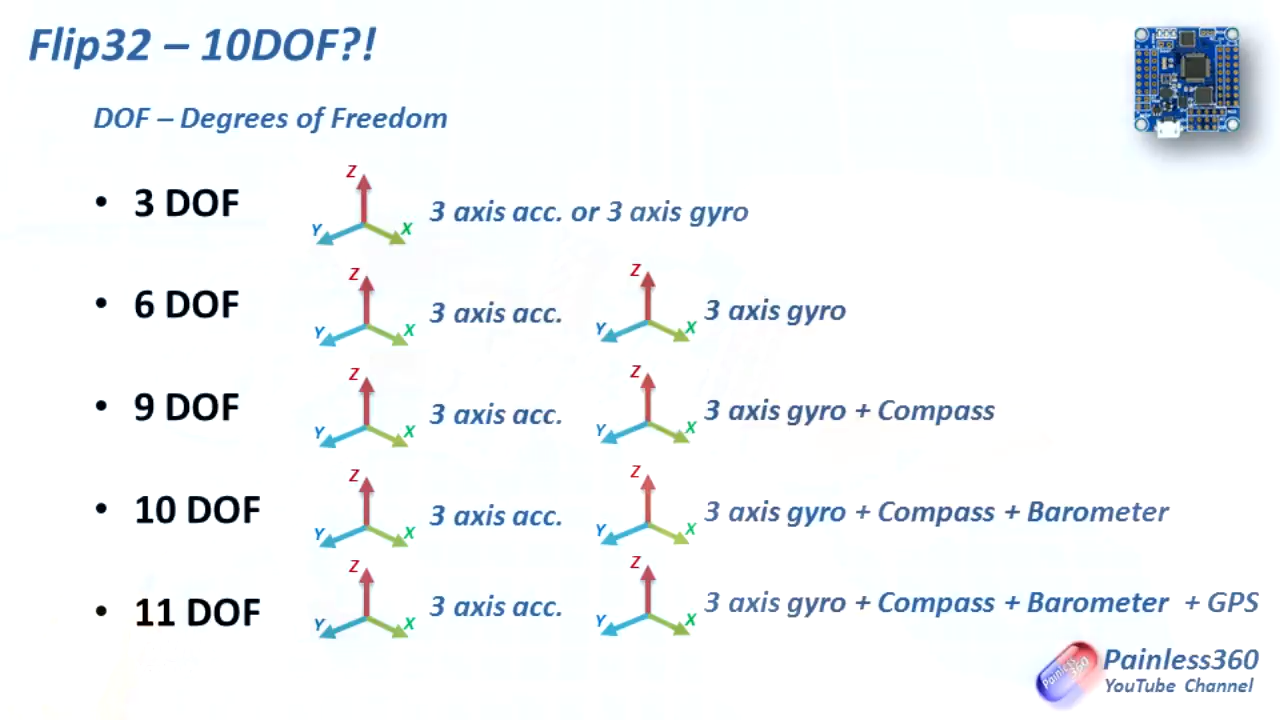 Flip32 – 10DOF?!
DOF – Degrees of Freedom
• 3 DOF Z Y X 3 axis acc. or 3 axis gyro
• 6 DOF Z Y X 3 axis acc. Z Y X 3 axis gyro
• 9 DOF Z Y X 3 axis acc. Z Y X 3 axis gyro + Compass
• 10 DOF Z Y X 3 axis acc. Z Y X 3 axis gyro + Compass + Barometer
• 11 DOF Z Y X 3 axis acc. Z Y X 3 axis gyro + Compass + Barometer + GPS
Painless 360
Painless360
YouTube Channel